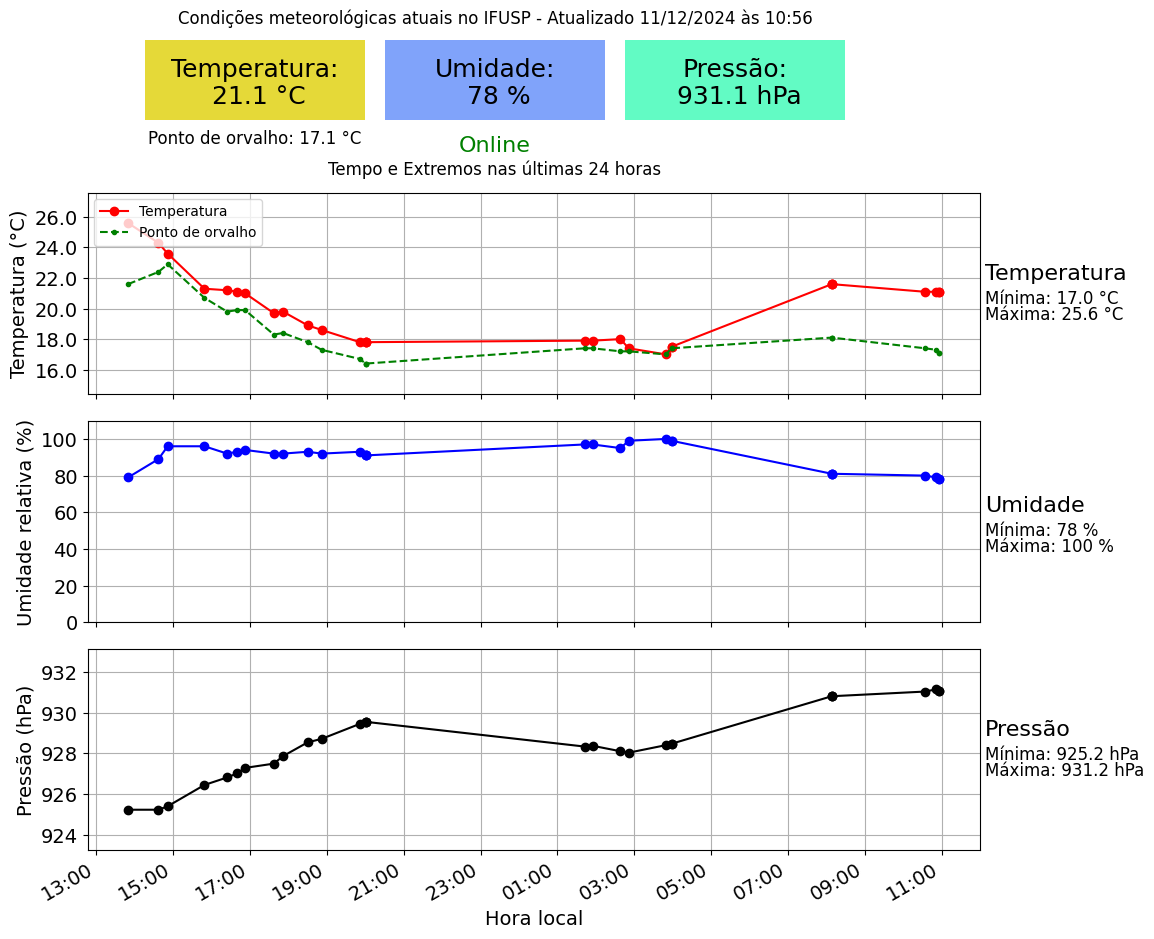 Condições meteorológicas atuais no IFUSP - Atualizado 11/12/2024 às 10:56
Temperatura:
21.1 °C
Umidade:
78 %
Pressão:
931.1 hPa
Ponto de orvalho: 17.1 °C
Online
Tempo e Extremos nas últimas 24 horas
Temperatura (°C)
26.0
24.0
22.0
20.0
18.0
16.0
Temperatura
Ponto de orvalho
Temperatura
Mínima: 17.0 °C
Máxima: 25.6 °C
Umidade relativa (%)
100
80
60
40
20
0
Umidade
Mínima: 78 %
Máxima: 100 %
Pressão (hPa)
932
930
928
926
924
Pressão
Mínima: 925.2 hPa
Máxima: 931.2 hPa
13:00 15:00 17:00 19:00 21:00 23:00 01:00 03:00 05:00 07:00 09:00 11:00
Hora local